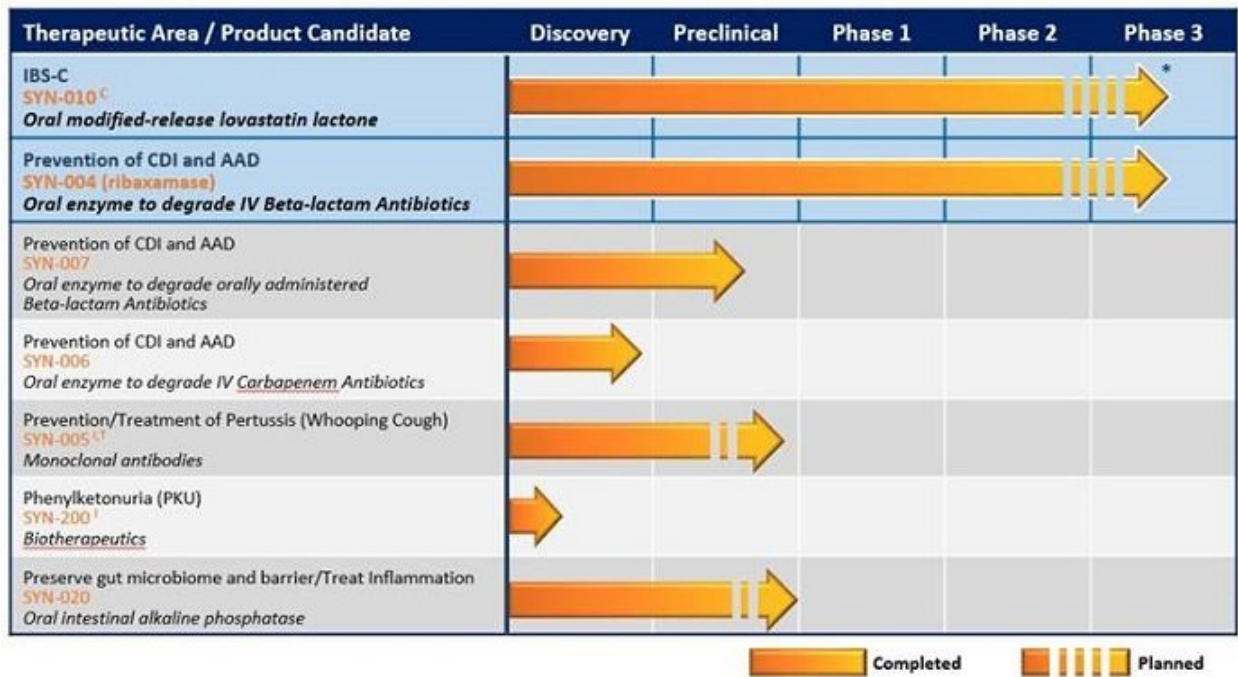 Therapeutic Area / Product Candidate Discovery Preclinical Phase 1 Phase 2 Phase 3
IBS-C
SYN-010 C
*
Oral modified-release lovastatin lactone
Prevention of CDI and AAD
SYN-004 (ribaxamase)
Oral enzyme to degrade IV Beta-lactam Antibiotics
Prevention of CDI and AAD
SYN-007
Oral enzyme to degrade orally administered
Beta-lactam Antibiotics
Prevention of CDI and AAD
SYN-006
Oral enzyme to degrade IV Carbapenem Antibiotics
Prevention/Treatment of Pertussis (Whooping Cough)
SYN-005
Monoclonal antibodies
Phenylketonuria (PKU)
SYN-200
Biotherapeutics
Preserve gut microbiome and barrier/Treat Inflammation
SYN-020
Oral intestinal alkaline phosphatase
Completed Planned